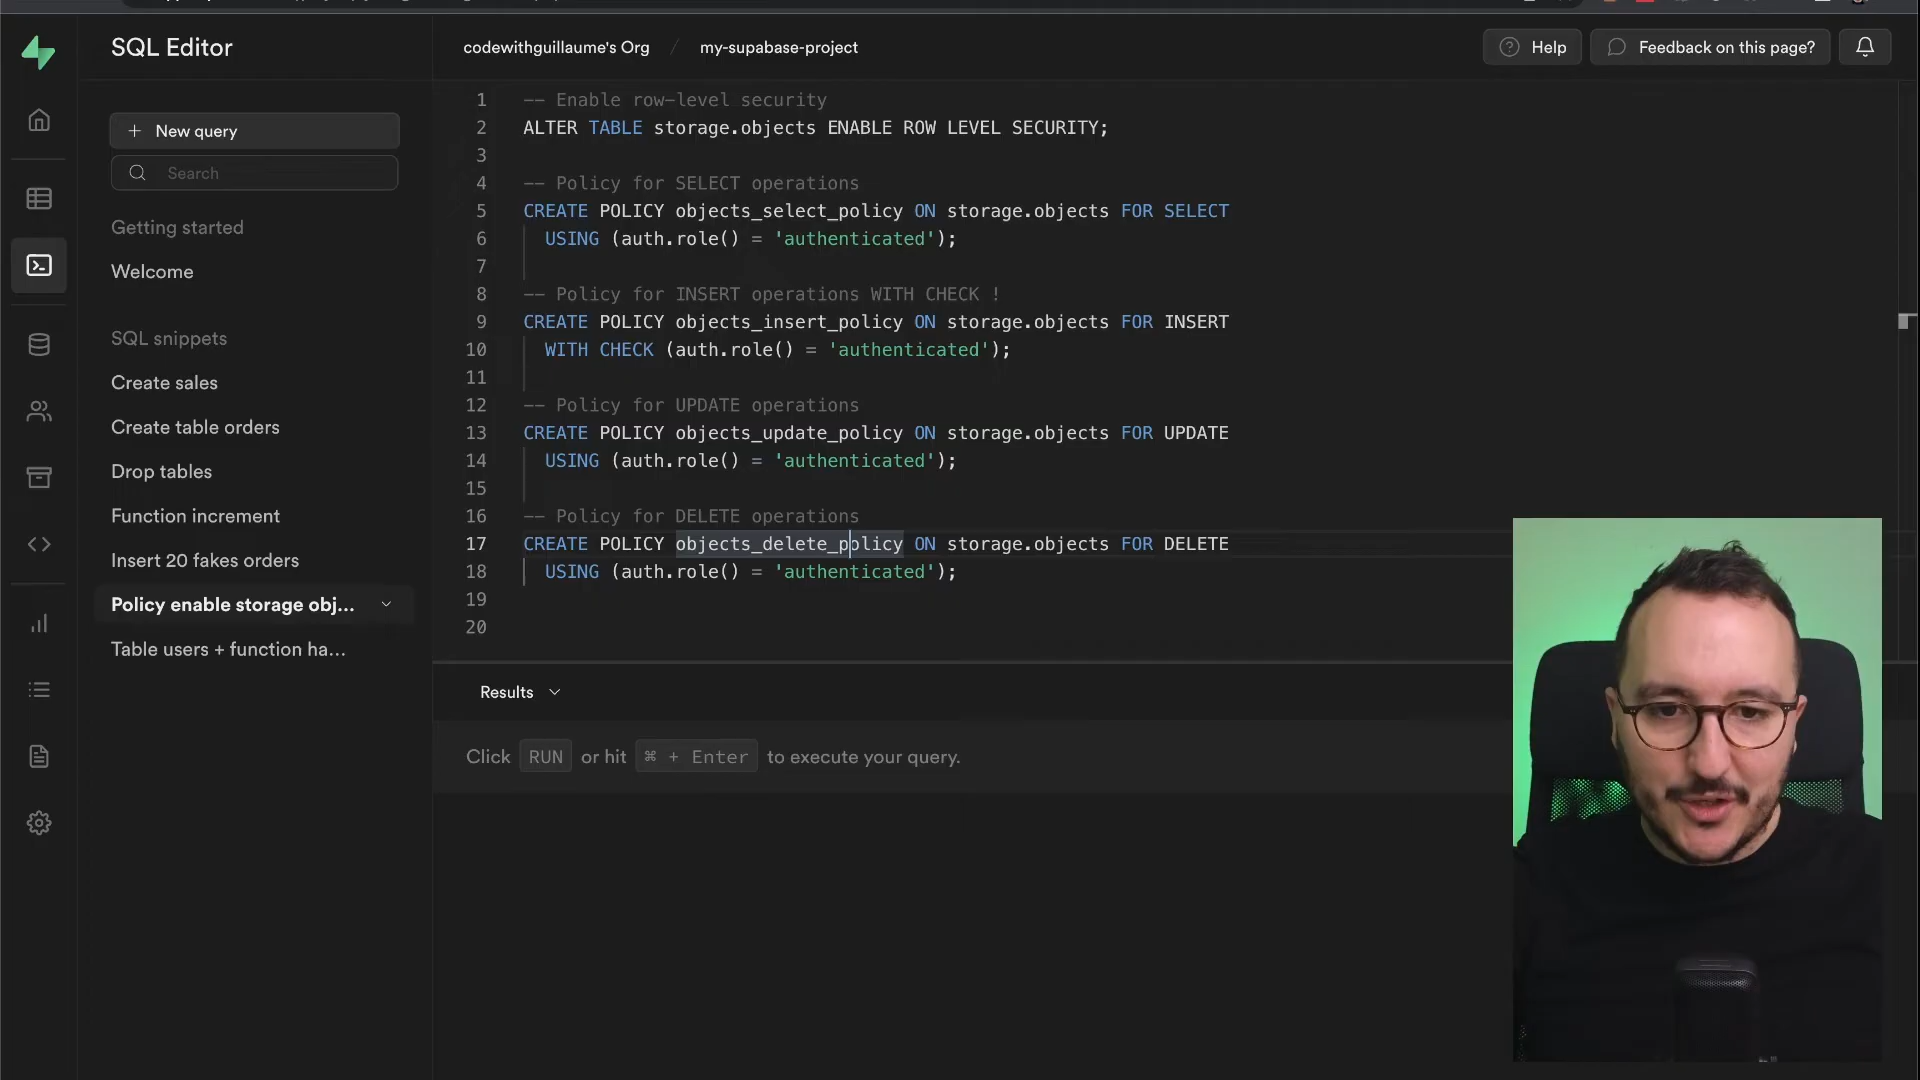 SQL Editor
codewithguillaume's Org / my-supabase-project
Help
Feedback on this page?
New query
Search
Getting started
Welcome
SQL snippets
Create sales
Create table orders
Drop tables
Function increment
Insert 20 fakes orders
Policy enable storage obj...
Table users + function ha...
1 -- Enable row-level security
2 ALTER TABLE storage.objects ENABLE ROW LEVEL SECURITY;
3
4 -- Policy for SELECT operations
5 CREATE POLICY objects_select_policy ON storage.objects FOR SELECT
6 USING (auth.role() = 'authenticated');
7
8 -- Policy for INSERT operations WITH CHECK !
9 CREATE POLICY objects_insert_policy ON storage.objects FOR INSERT
10 WITH CHECK (auth.role() = 'authenticated');
11
12 -- Policy for UPDATE operations
13 CREATE POLICY objects_update_policy ON storage.objects FOR UPDATE
14 USING (auth.role() = 'authenticated');
15
16 -- Policy for DELETE operations
17 CREATE POLICY objects_delete_policy ON storage.objects FOR DELETE
18 USING (auth.role() = 'authenticated');
19
20
Results
Click RUN or hit ⌘ + Enter to execute your query.